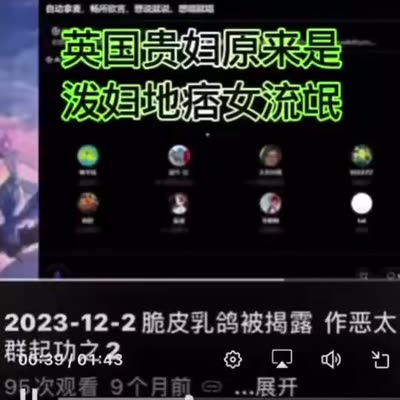 自动拿麦,畅所欲言,想说就说,想唱就唱
英国贵妇原来是
泼妇地痞女流氓
2023-12-2 脆皮乳鸽被揭露 作恶太
群起功之2
00:39 / 01:43
95次观看 9个月前 ...展开